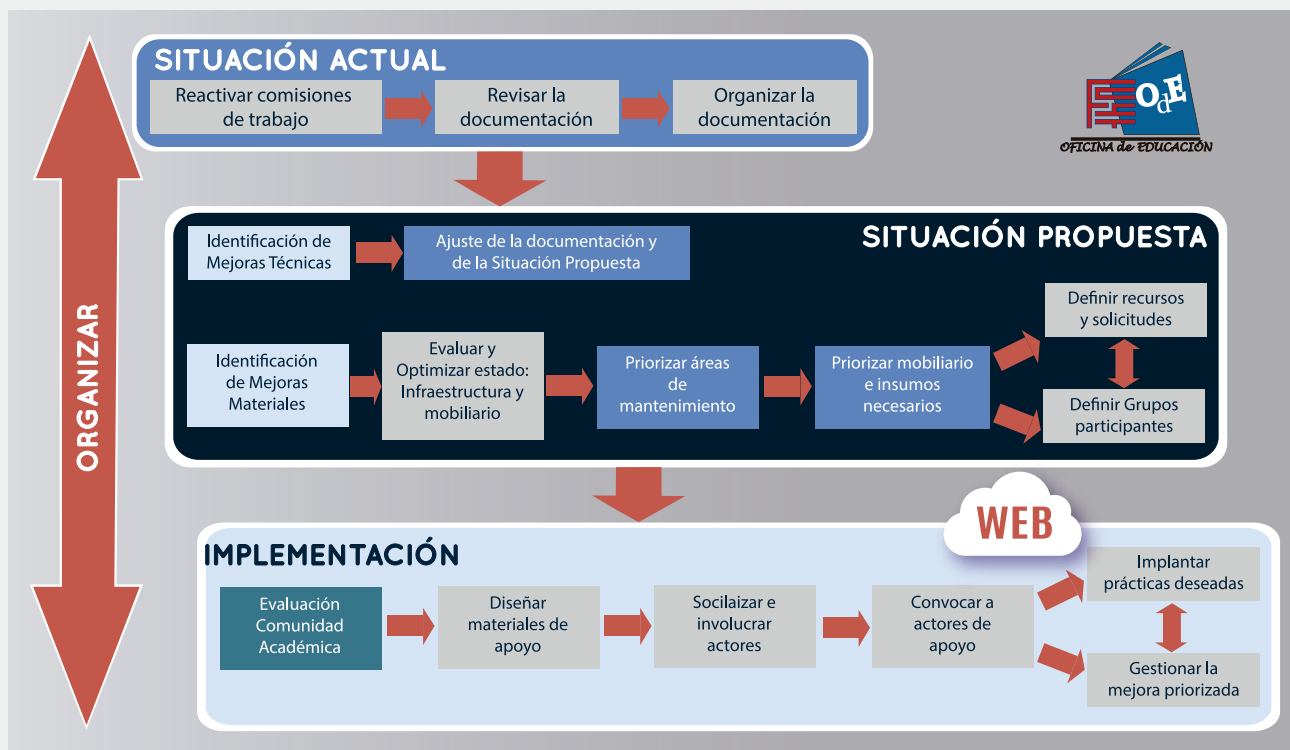 SITUACIÓN ACTUAL
Reactivar comisiones
de trabajo
Revisar la
documentación
Organizar la
documentación
OdE
OFICINA de EDUCACIÓN
ORGANIZAR
SITUACIÓN PROPUESTA
Identificación de
Mejoras Técnicas
Ajuste de la documentación y
de la Situación Propuesta
Identificación
de Mejoras
Materiales
Evaluar y
Optimizar estado:
Infraestructura y
mobiliario
Priorizar áreas
de
mantenimiento
Priorizar mobiliario
e insumos
necesarios
Definir recursos
y solicitudes
Definir Grupos
participantes
WEB
IMPLEMENTACIÓN
Evaluación
Comunidad
Académica
Diseñar
materiales de
apoyo
Socilaizar e
involucrar
actores
Convocar a
actores de
apoyo
Implantar
prácticas deseadas
Gestionar la
mejora priorizada